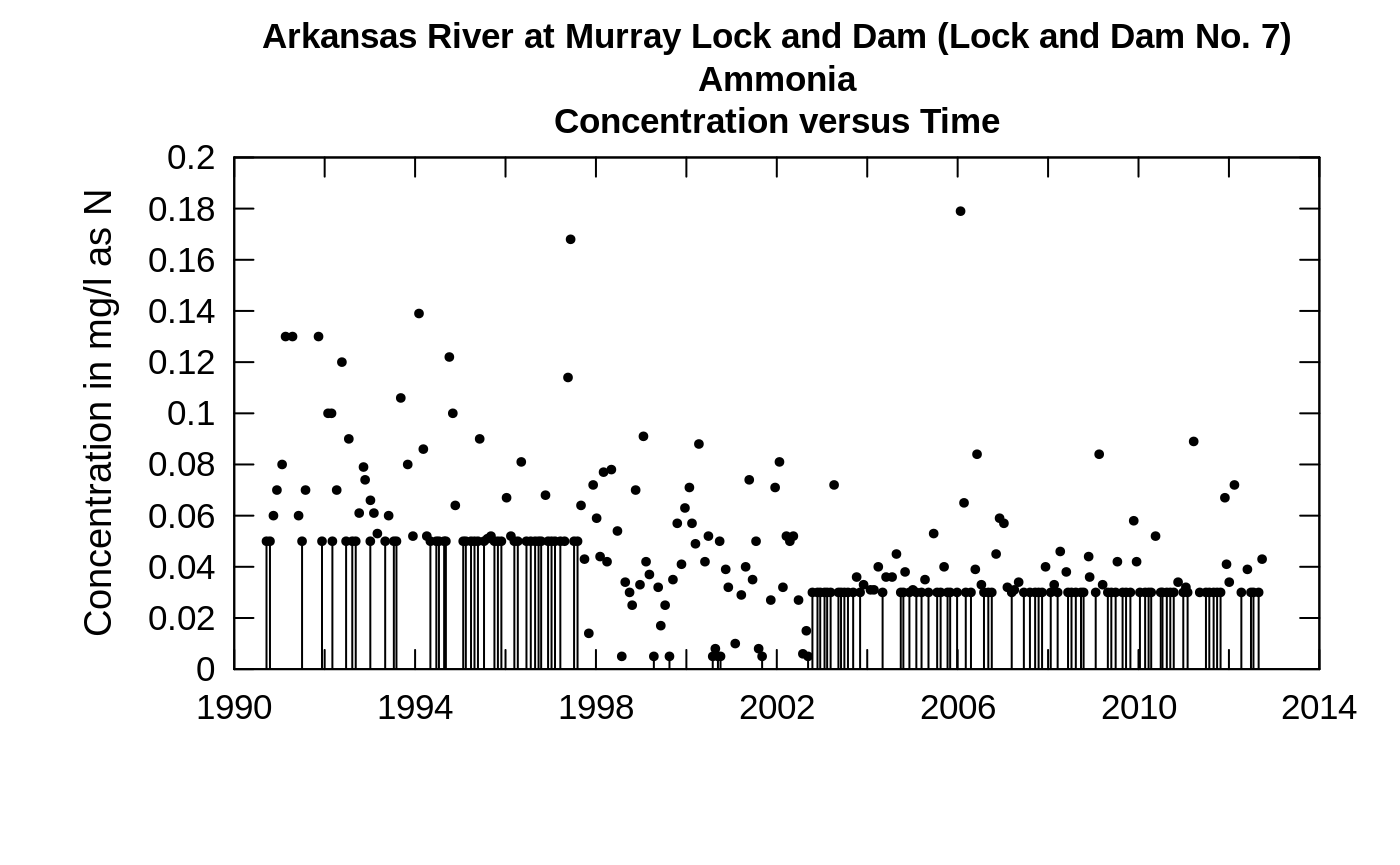 Arkansas River at Murray Lock and Dam (Lock and Dam No. 7)
Ammonia
Concentration versus Time
Concentration in mg/l as N
0.2
0.18
0.16
0.14
0.12
0.1
0.08
0.06
0.04
0.02
0
1990 1994 1998 2002 2006 2010 2014